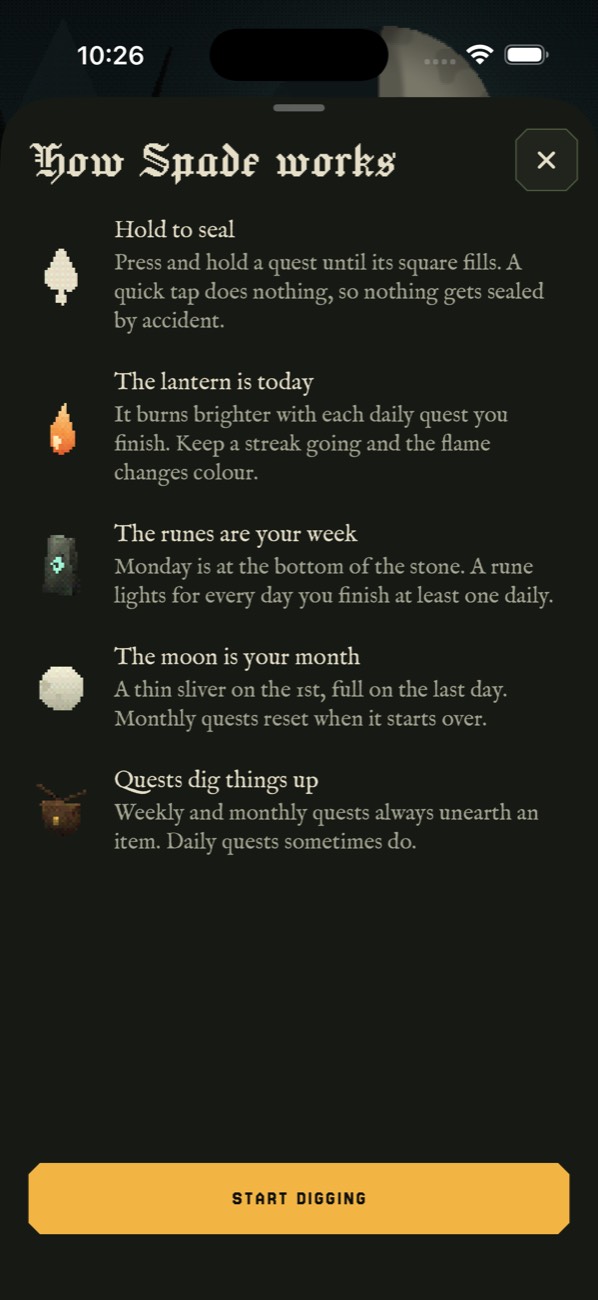 10:26
How Spade works
Hold to seal
Press and hold a quest until its square fills. A
quick tap does nothing, so nothing gets sealed
by accident.
The lantern is today
It burns brighter with each daily quest you
finish. Keep a streak going and the flame
changes colour.
The runes are your week
Monday is at the bottom of the stone. A rune
lights for every day you finish at least one daily.
The moon is your month
A thin sliver on the 1st, full on the last day.
Monthly quests reset when it starts over.
Quests dig things up
Weekly and monthly quests always unearth an
item. Daily quests sometimes do.
START DIGGING